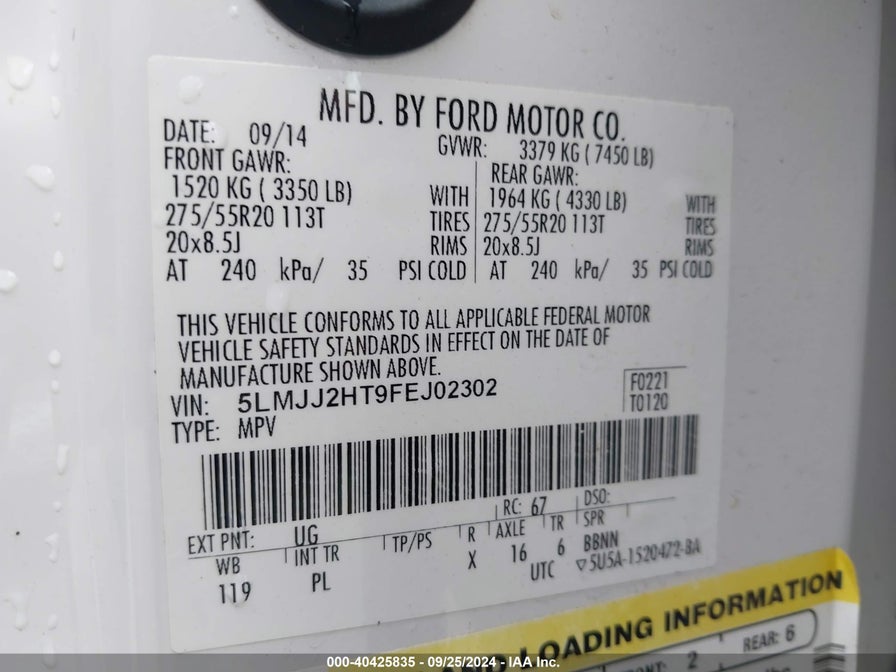 MFD. BY FORD MOTOR CO.
DATE: 09/14 GVWR: 3379 KG ( 7450 LB)
FRONT GAWR: REAR GAWR:
1520 KG ( 3350 LB) WITH 1964 KG ( 4330 LB) WITH
275/55R20 113T TIRES 275/55R20 113T TIRES
20x8.5J RIMS 20x8.5J RIMS
AT 240 kPa/ 35 PSI COLD AT 240 kPa/ 35 PSI COLD
THIS VEHICLE CONFORMS TO ALL APPLICABLE FEDERAL MOTOR
VEHICLE SAFETY STANDARDS IN EFFECT ON THE DATE OF
MANUFACTURE SHOWN ABOVE.
VIN: 5LMJJ2HT9FEJ02302 F0221
TYPE: MPV T0120
EXT PNT: UG RC: 67 DSO:
WB INT TR TP/PS R AXLE TR SPR
119 PL X 16 6 BBNN
UTC ▽5U5A-1520472-BA
LOADING INFORMATION
2 REAR: 6
000-40425835 - 09/25/2024 - IAA Inc.